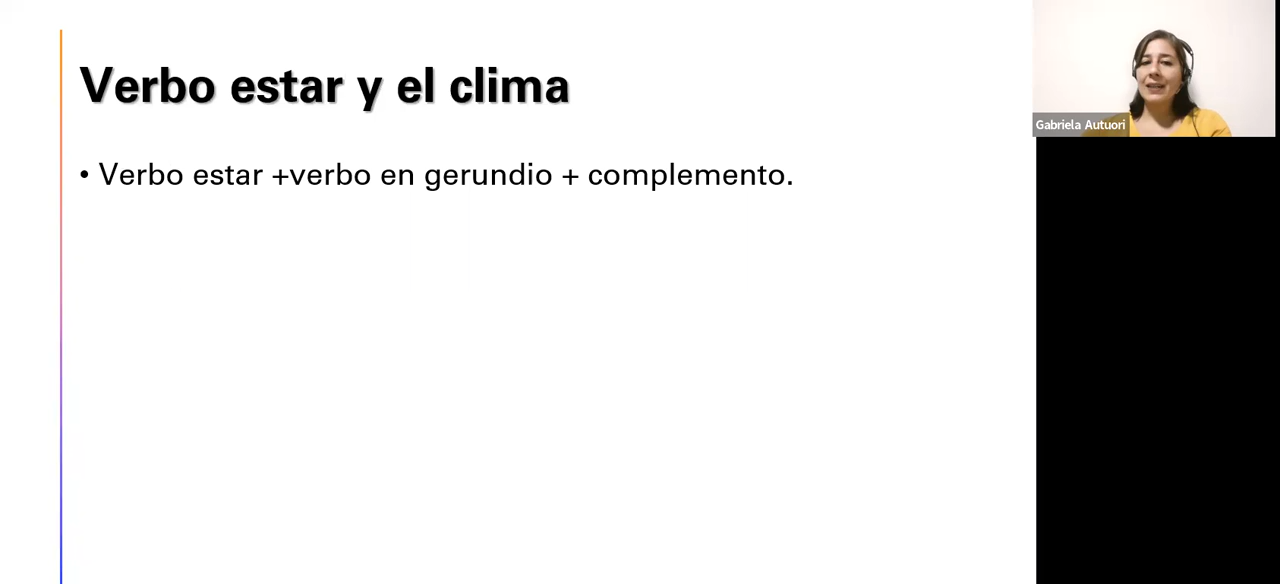 Verbo estar y el clima
• Verbo estar +verbo en gerundio + complemento.
Gabriela Autuori